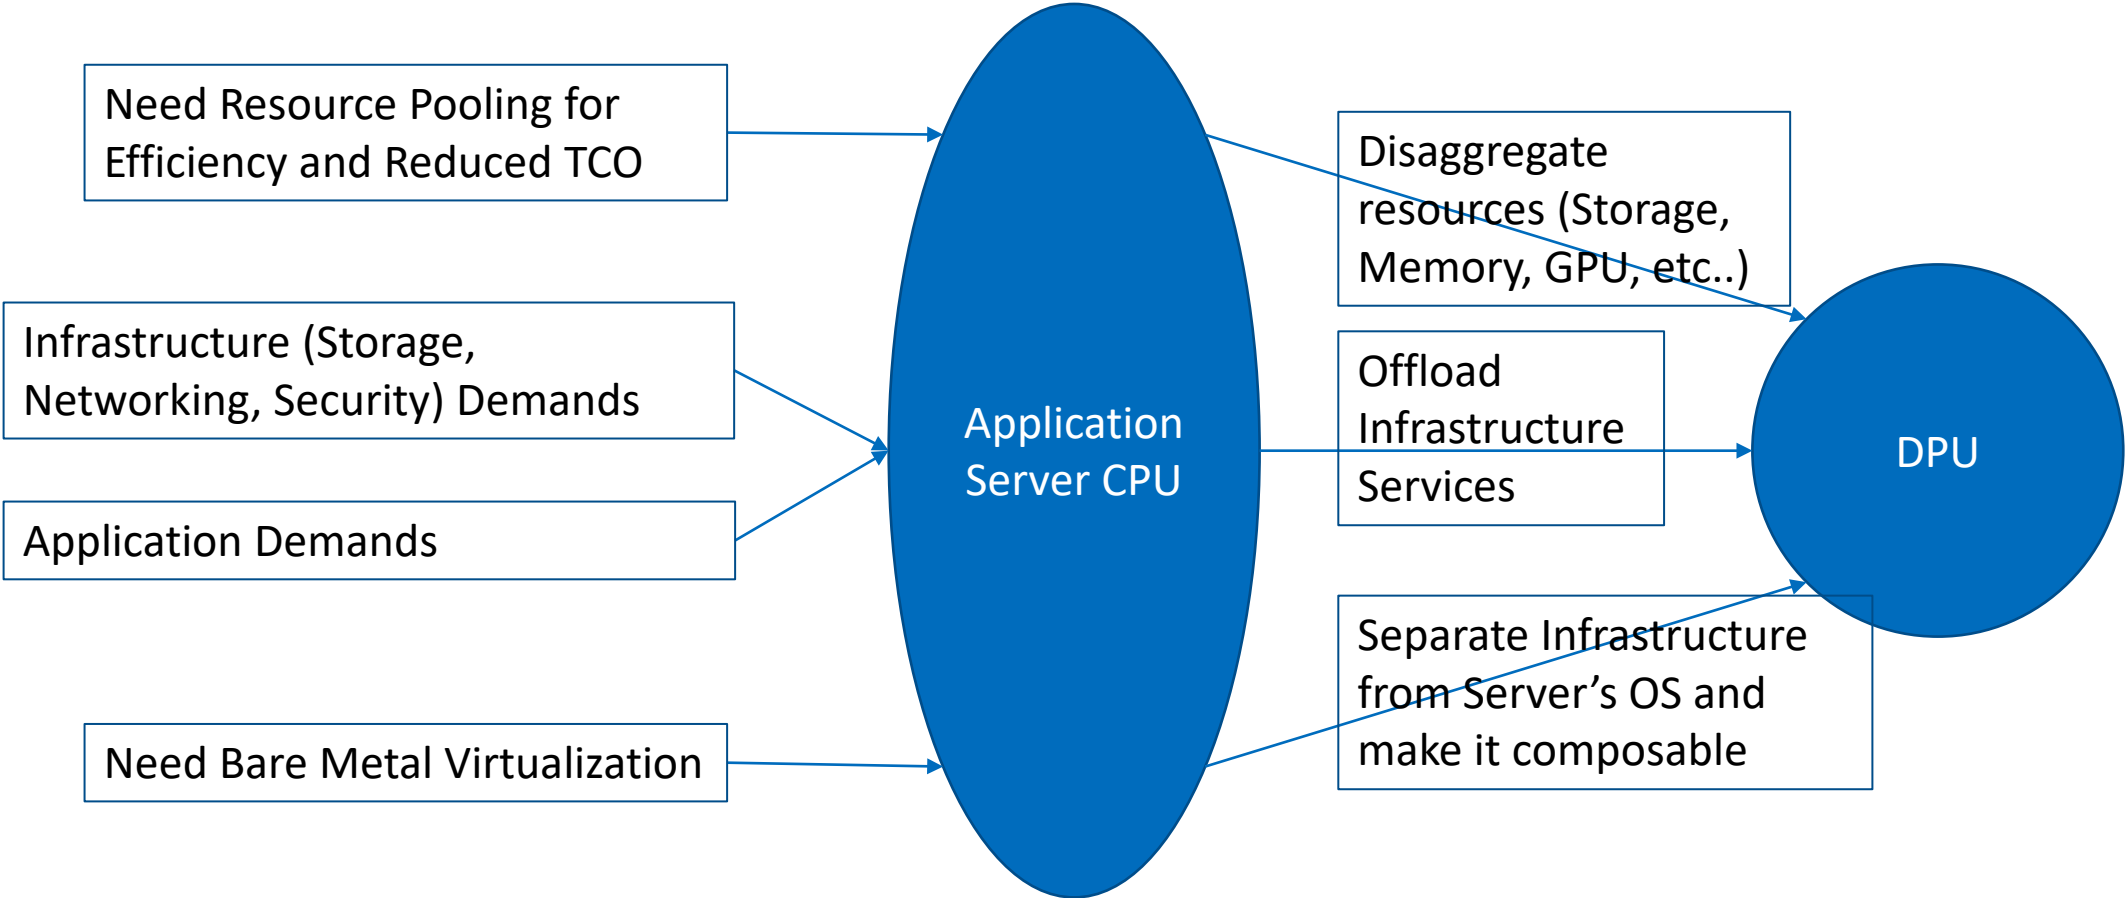 Need Resource Pooling for
Efficiency and Reduced TCO
Infrastructure (Storage,
Networking, Security) Demands
Application Demands
Need Bare Metal Virtualization
Application
Server CPU
Disaggregate
resources (Storage,
Memory, GPU, etc..)
Offload
Infrastructure
Services
Separate Infrastructure
from Server’s OS and
make it composable
DPU